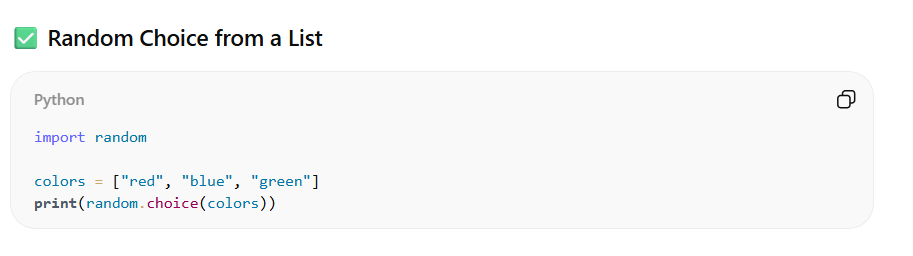 ✅ Random Choice from a List
Python
import random
colors = ["red", "blue", "green"]
print(random.choice(colors))